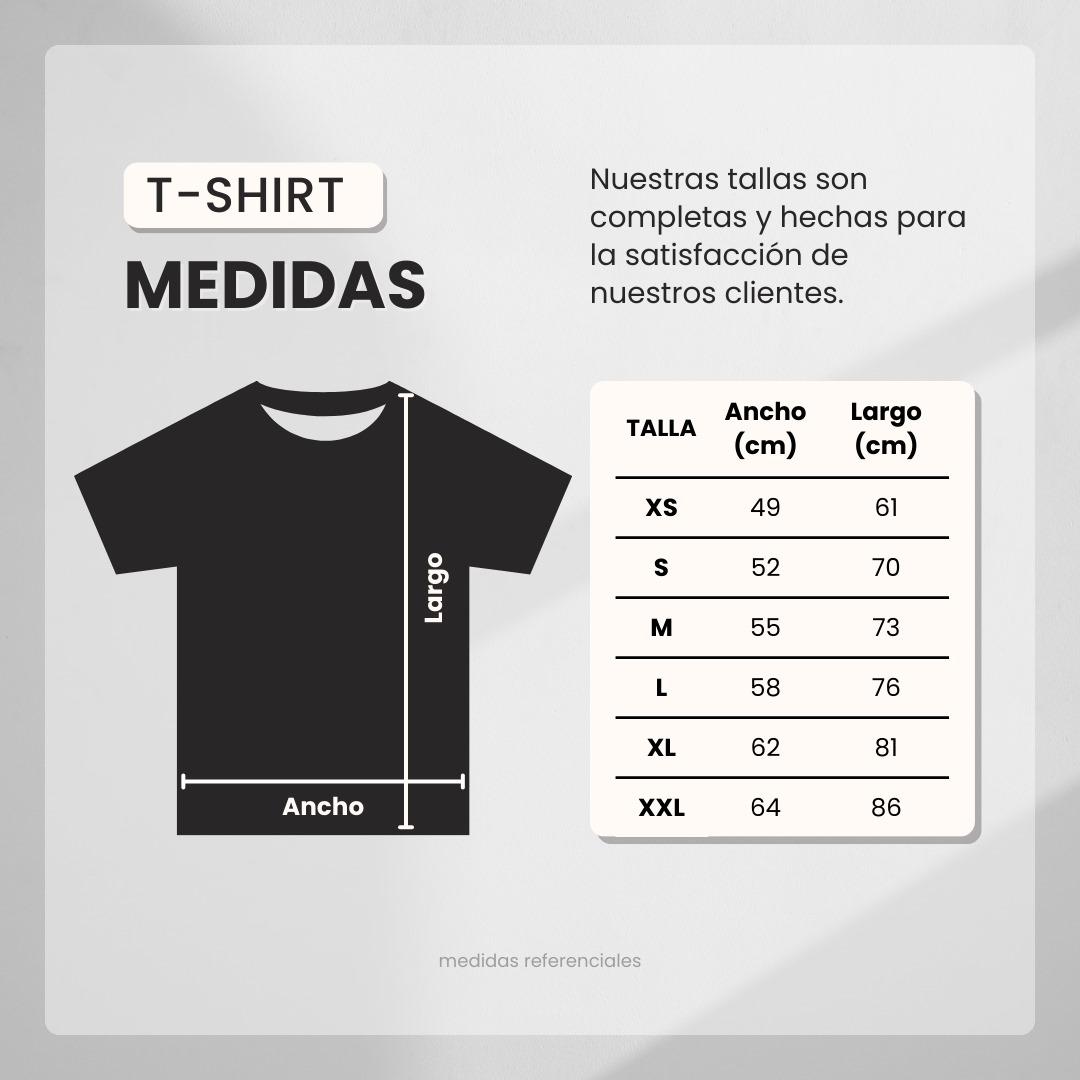 T-SHIRT
MEDIDAS
Nuestras tallas son
completas y hechas para
la satisfacción de
nuestros clientes.
Largo
Ancho
TALLA Ancho (cm) Largo (cm)
XS 49 61
S 52 70
M 55 73
L 58 76
XL 62 81
XXL 64 86
medidas referenciales